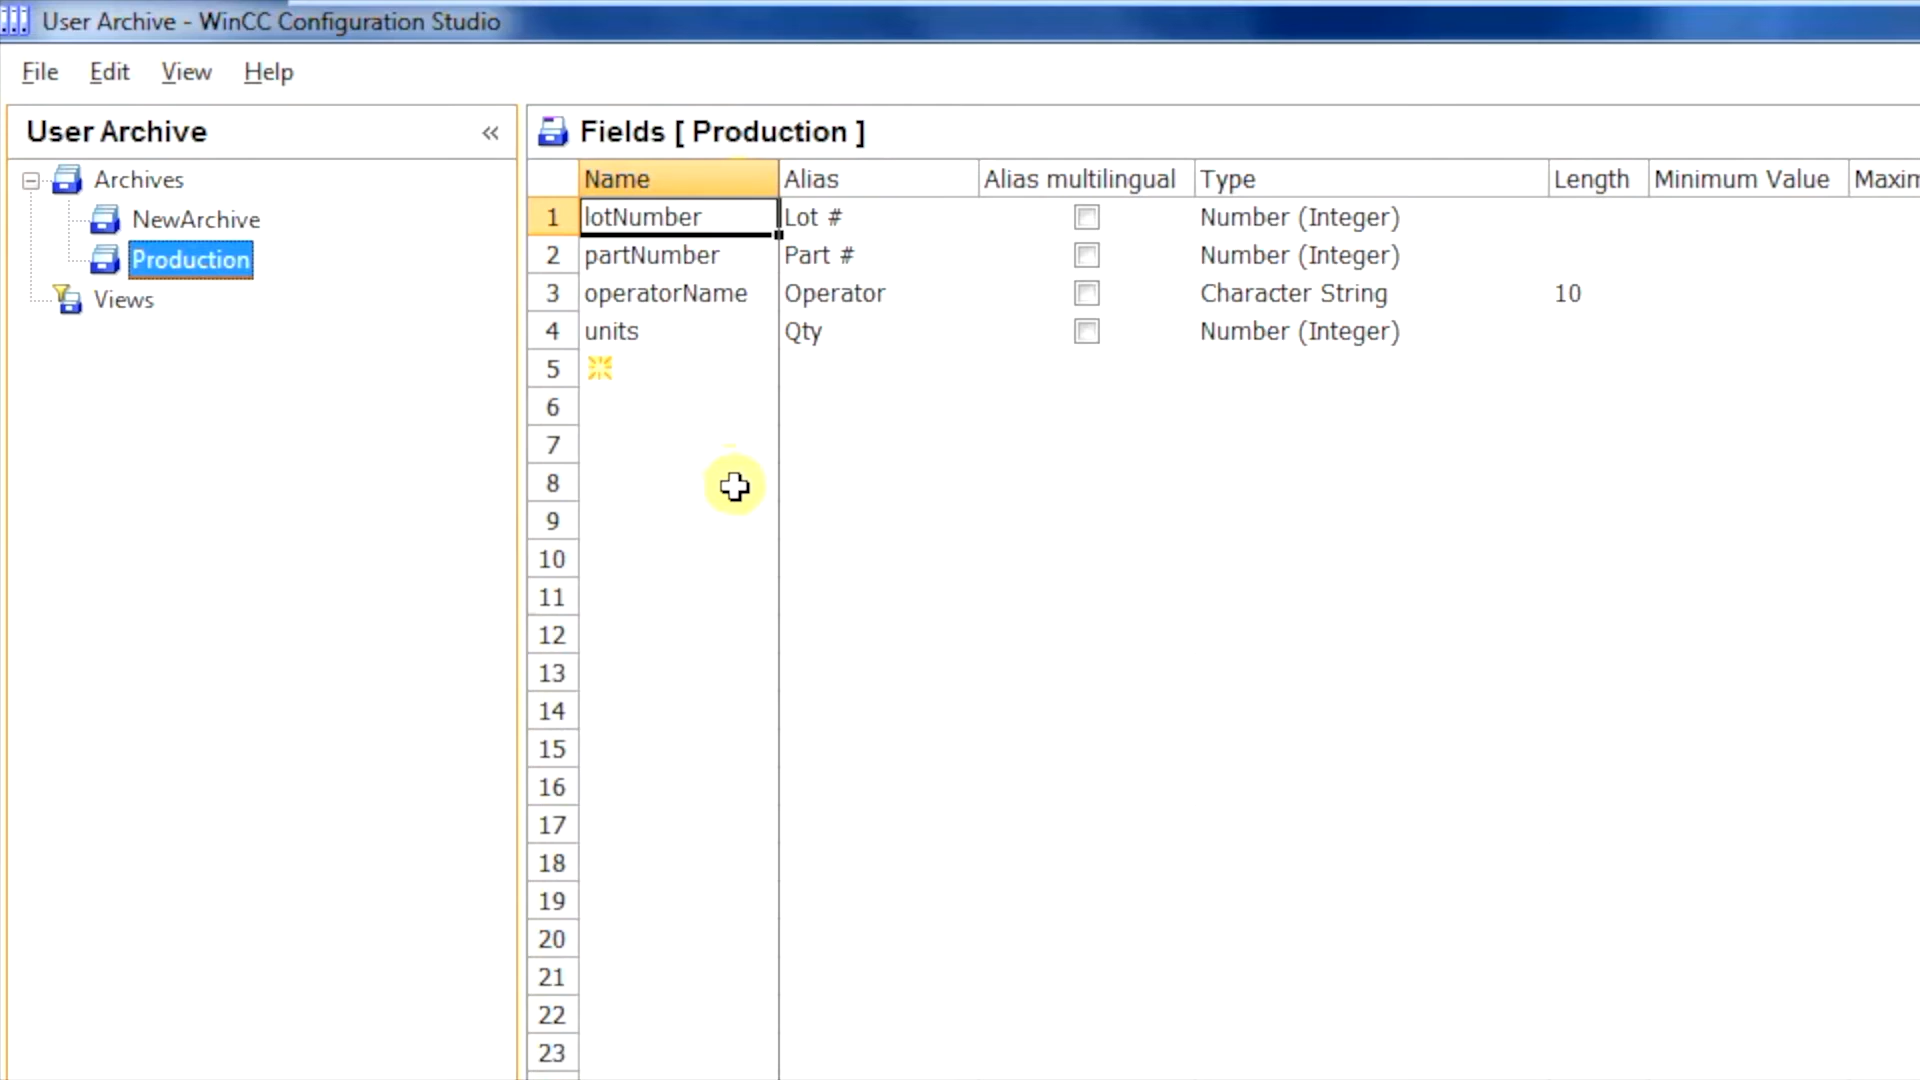 User Archive - WinCC Configuration Studio
File Edit View Help
User Archive «
Archives
NewArchive
Production
Views
Fields [ Production ]
Name Alias Alias multilingual Type Length Minimum Value Maxim
1 lotNumber Lot # Number (Integer)
2 partNumber Part # Number (Integer)
3 operatorName Operator Character String 10
4 units Qty Number (Integer)
5
6
7
8
9
10
11
12
13
14
15
16
17
18
19
20
21
22
23